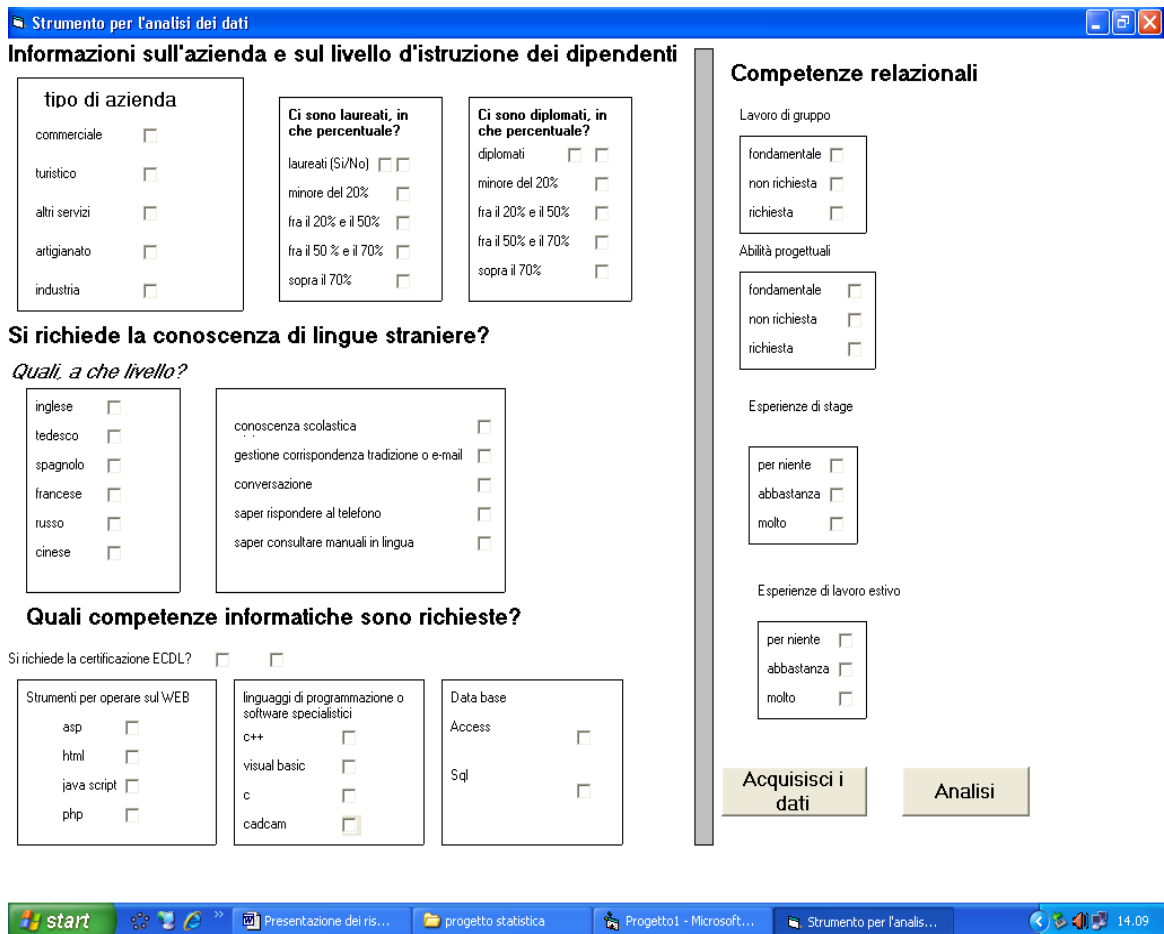 Strumento per l'analisi dei dati
Informazioni sull'azienda e sul livello d'istruzione dei dipendenti
tipo di azienda
commerciale
turistico
altri servizi
artigianato
industria
Ci sono laureati, in
che percentuale?
laureati (Si/No)
minore del 20%
fra il 20% e il 50%
fra il 50 % e il 70%
sopra il 70%
Ci sono diplomati, in
che percentuale?
diplomati
minore del 20%
fra il 20% e il 50%
fra il 50% e il 70%
sopra il 70%
Si richiede la conoscenza di lingue straniere?
Quali, a che livello?
inglese
tedesco
spagnolo
francese
russo
cinese
conoscenza scolastica
gestione corrispondenza tradizione o e-mail
conversazione
saper rispondere al telefono
saper consultare manuali in lingua
Quali competenze informatiche sono richieste?
Si richiede la certificazione ECDL?
Strumenti per operare sul WEB
asp
html
java script
php
linguaggi di programmazione o
software specialistici
c++
visual basic
c
cadcam
Data base
Access
Sql
Competenze relazionali
Lavoro di gruppo
fondamentale
non richiesta
richiesta
Abilità progettuali
fondamentale
non richiesta
richiesta
Esperienze di stage
per niente
abbastanza
molto
Esperienze di lavoro estivo
per niente
abbastanza
molto
Acquisisci i
dati
Analisi
start
Presentazione dei ris...
progetto statistica
Progetto1 - Microsoft...
Strumento per l'analis...
14.09